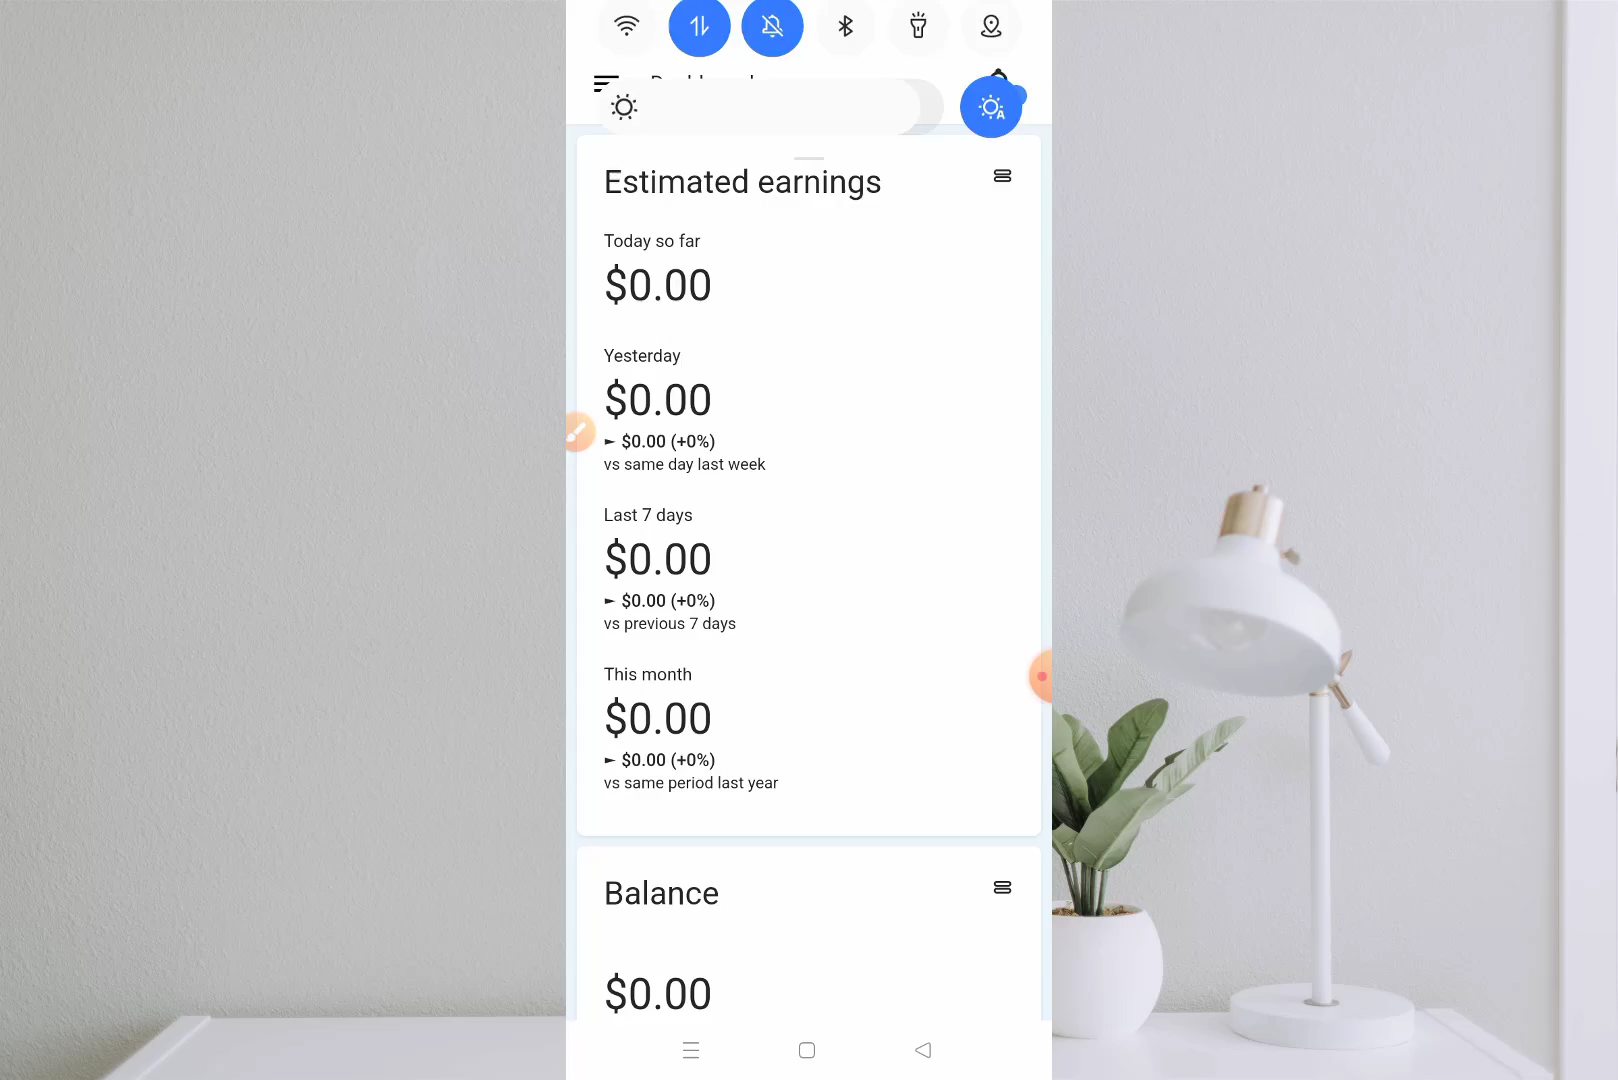 Estimated earnings
Today so far
$0.00
Yesterday
$0.00
► $0.00 (+0%)
vs same day last week
Last 7 days
$0.00
► $0.00 (+0%)
vs previous 7 days
This month
$0.00
► $0.00 (+0%)
vs same period last year
Balance
$0.00